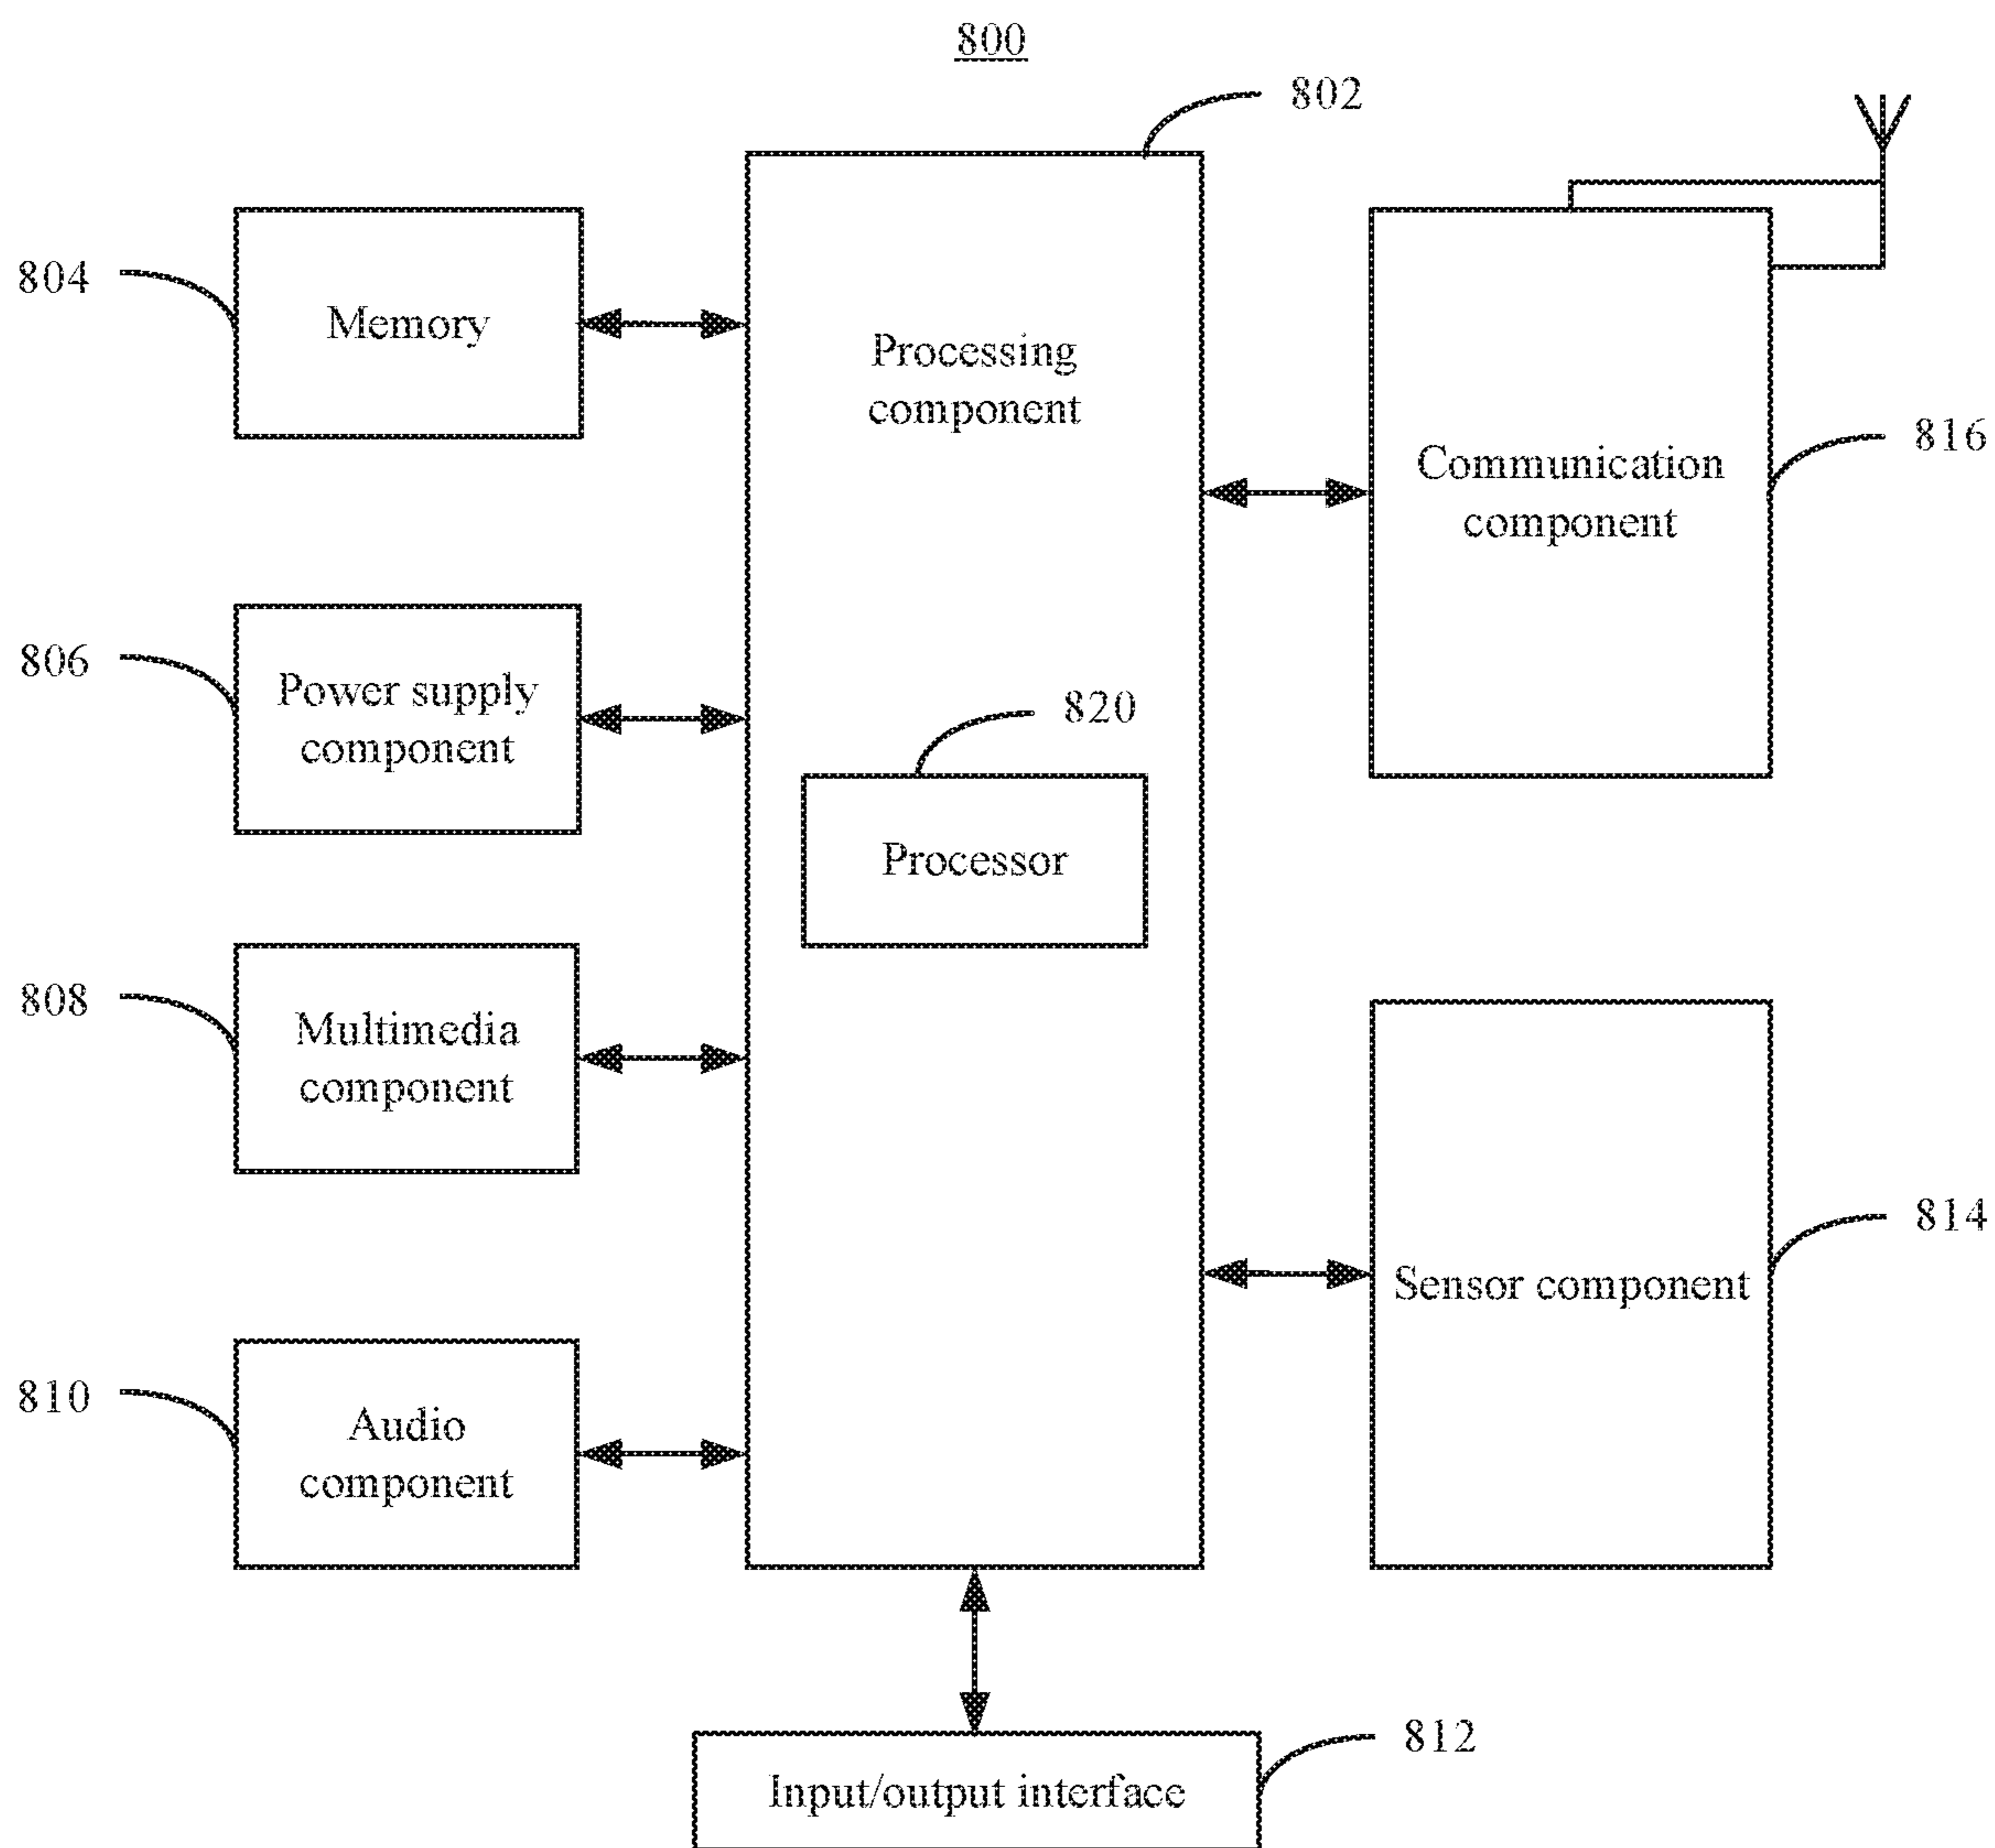 800
802
804
Memory
Processing
component
Communication
component
816
806
Power supply
component
820
Processor
808
Multimedia
component
814
Sensor component
810
Audio
component
812
Input/output interface